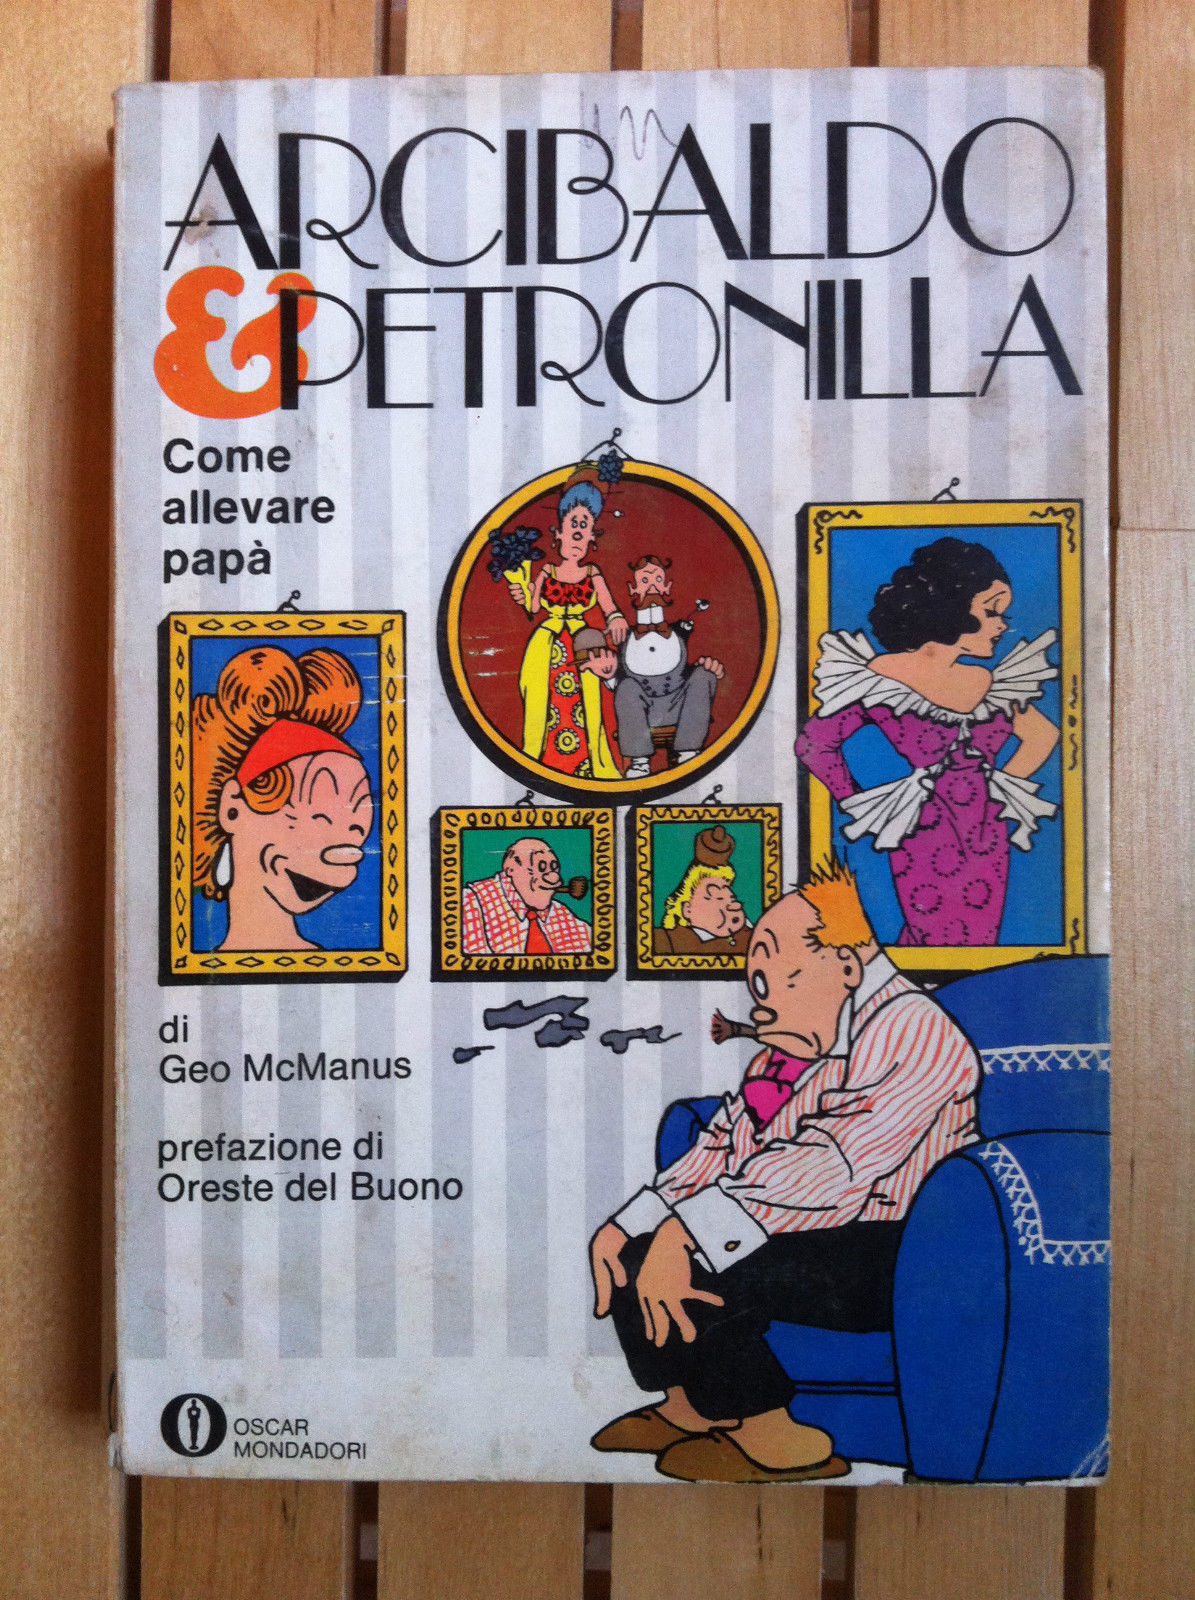 ARCIBALDO
& PETRONILLA
Come
allevare
papà
di
Geo McManus
prefazione di
Oreste del Buono
OSCAR
MONDADORI